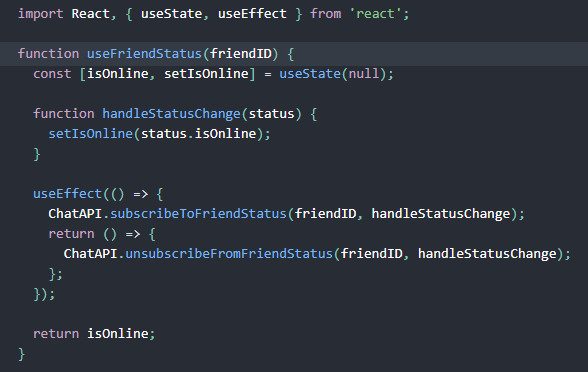 import React, { useState, useEffect } from 'react';
function useFriendStatus(friendID) {
const [isOnline, setIsOnline] = useState(null);
function handleStatusChange(status) {
setIsOnline(status.isOnline);
}
useEffect(() => {
ChatAPI.subscribeToFriendStatus(friendID, handleStatusChange);
return () => {
ChatAPI.unsubscribeFromFriendStatus(friendID, handleStatusChange);
};
});
return isOnline;
}